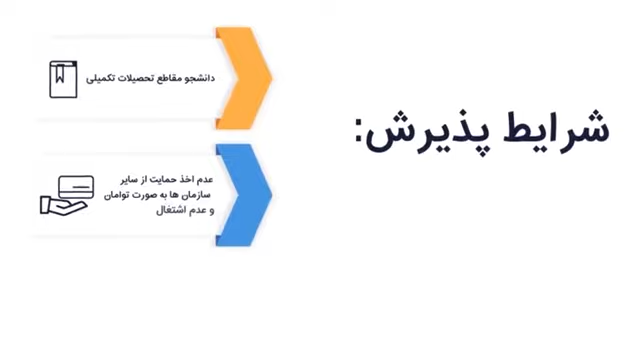 شرایط پذیرش:
دانشجو مقاطع تحصیلات تکمیلی
عدم اخذ حمایت از سایر
سازمان ها به صورت توامان
و عدم اشتغال